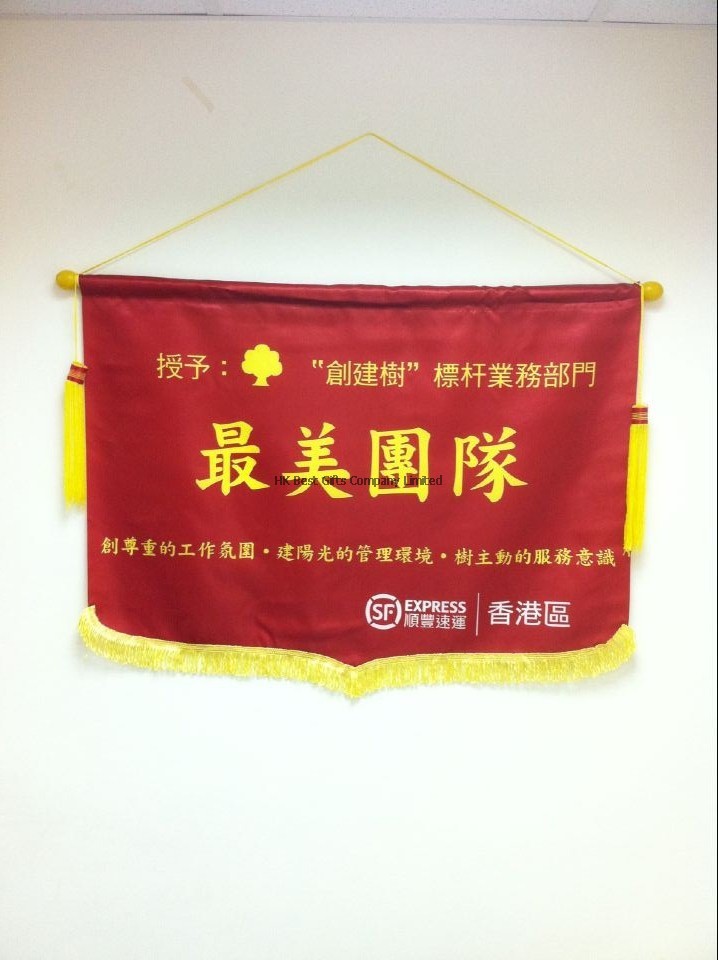 授予： "創建樹" 標杆業務部門
最美團隊
HK Best Gifts Company Limited
創尊重的工作氛圍・建陽光的管理環境・樹主動的服務意識
SF EXPRESS 順豐速運 香港區